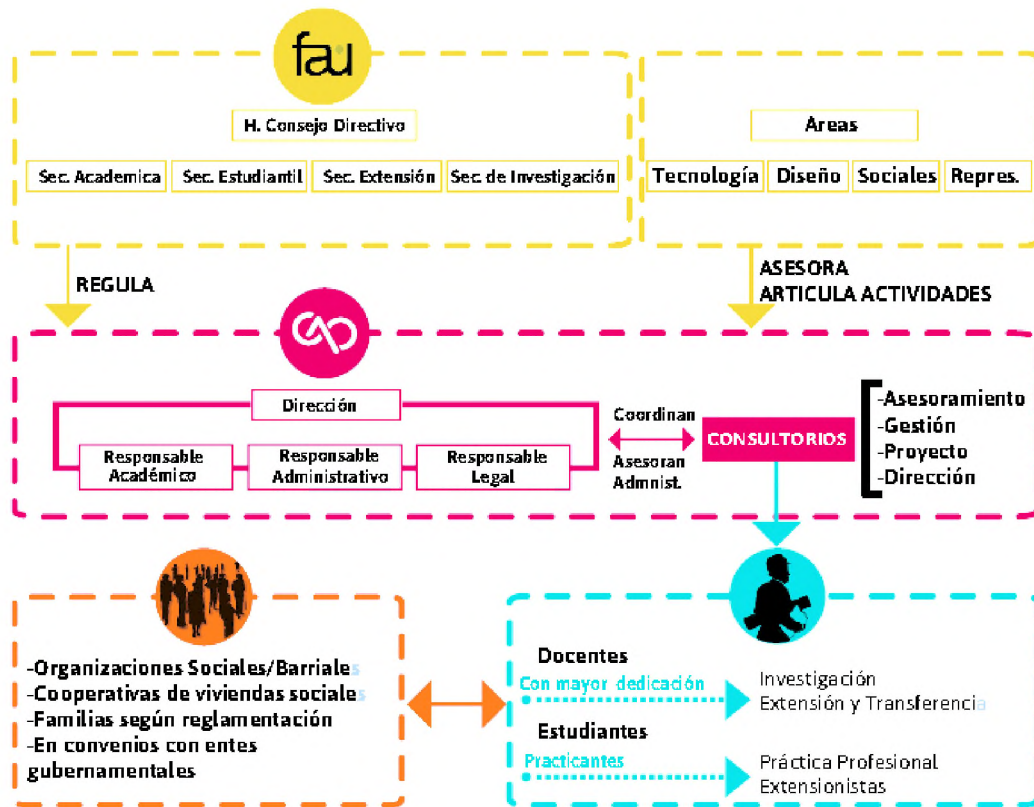 fau
H. Consejo Directivo
Sec. Academica
Sec. Estudiantil
Sec. Extensión
Sec. de Investigación
Areas
Tecnología
Diseño
Sociales
Repres.
REGULA
ASESORA
ARTICULA ACTIVIDADES
Dirección
Responsable
Académico
Responsable
Administrativo
Responsable
Legal
Coordinan
Asesoran
Admnist.
CONSULTORIOS
-Asesoramiento
-Gestión
-Proyecto
-Dirección
-Organizaciones Sociales/Barriales
-Cooperativas de viviendas sociales
-Familias según reglamentación
-En convenios con entes
gubernamentales
Docentes
Con mayor dedicación
Investigación
Extensión y Transferencia
Estudiantes
Practicantes
Práctica Profesional
Extensionistas